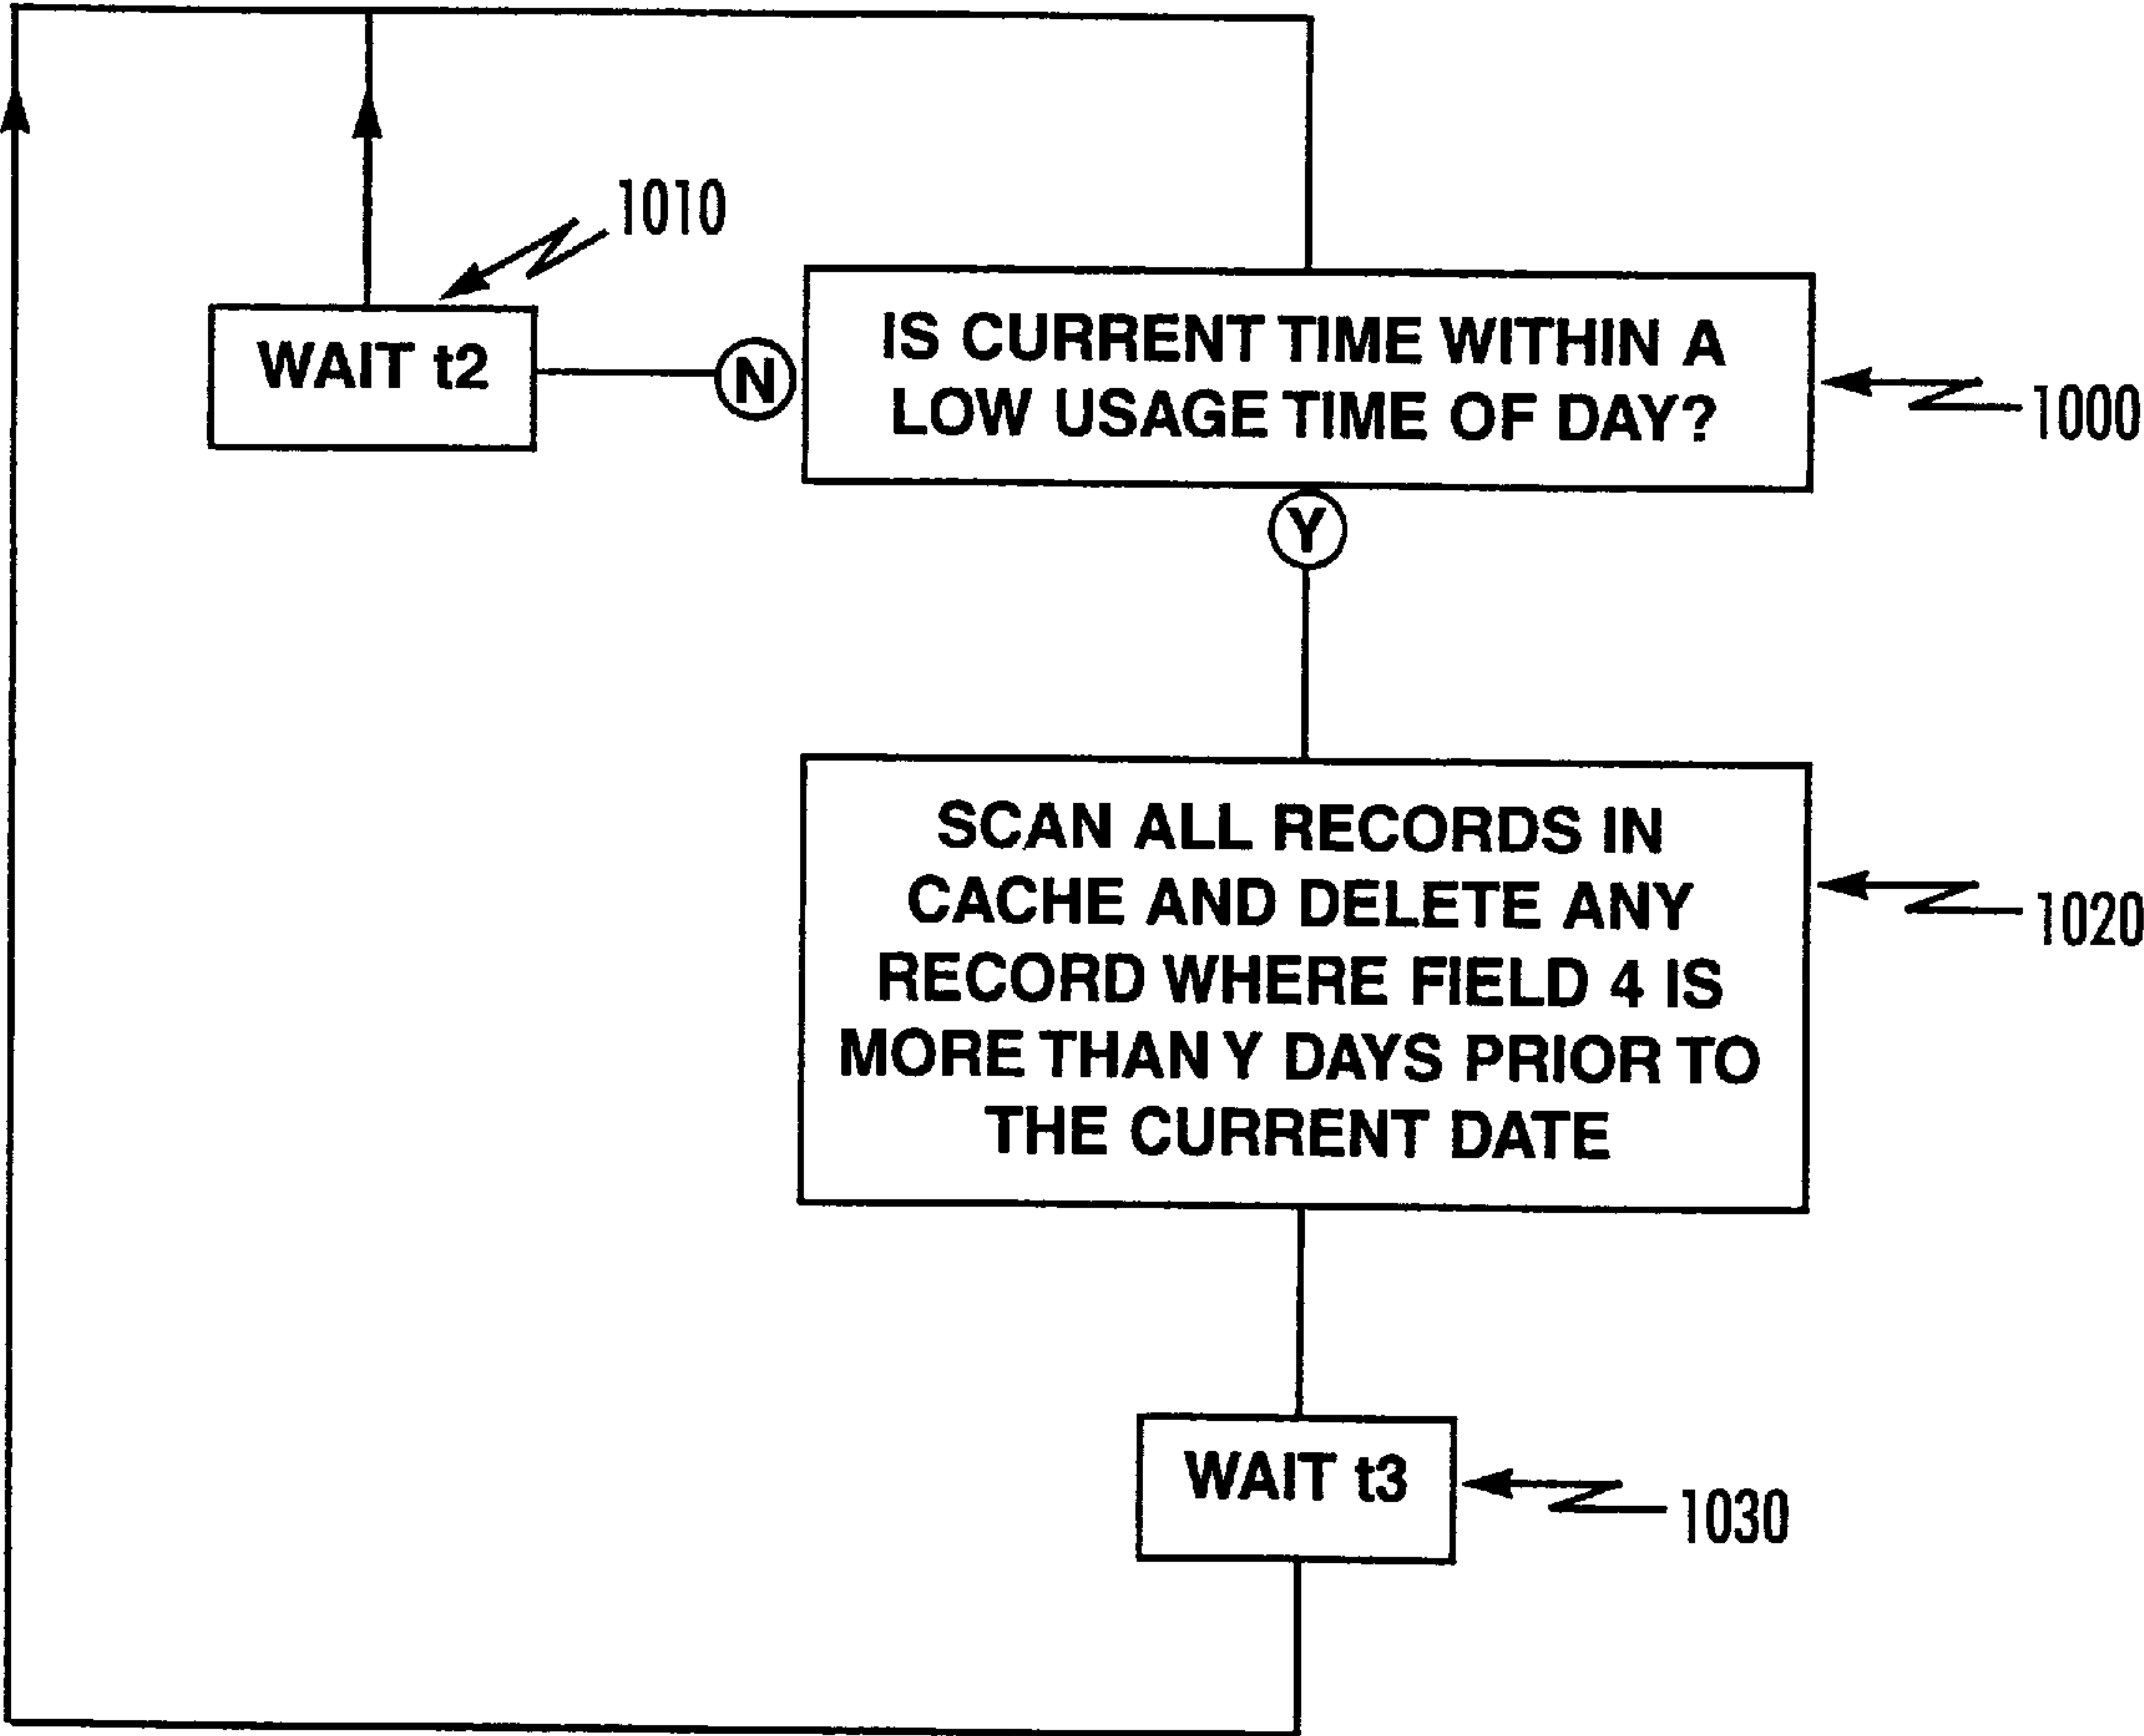 1010
WAIT t2
N
IS CURRENT TIME WITHIN A
LOW USAGE TIME OF DAY?
1000
Y
SCAN ALL RECORDS IN
CACHE AND DELETE ANY
RECORD WHERE FIELD 4 IS
MORE THAN Y DAYS PRIOR TO
THE CURRENT DATE
1020
WAIT t3
1030